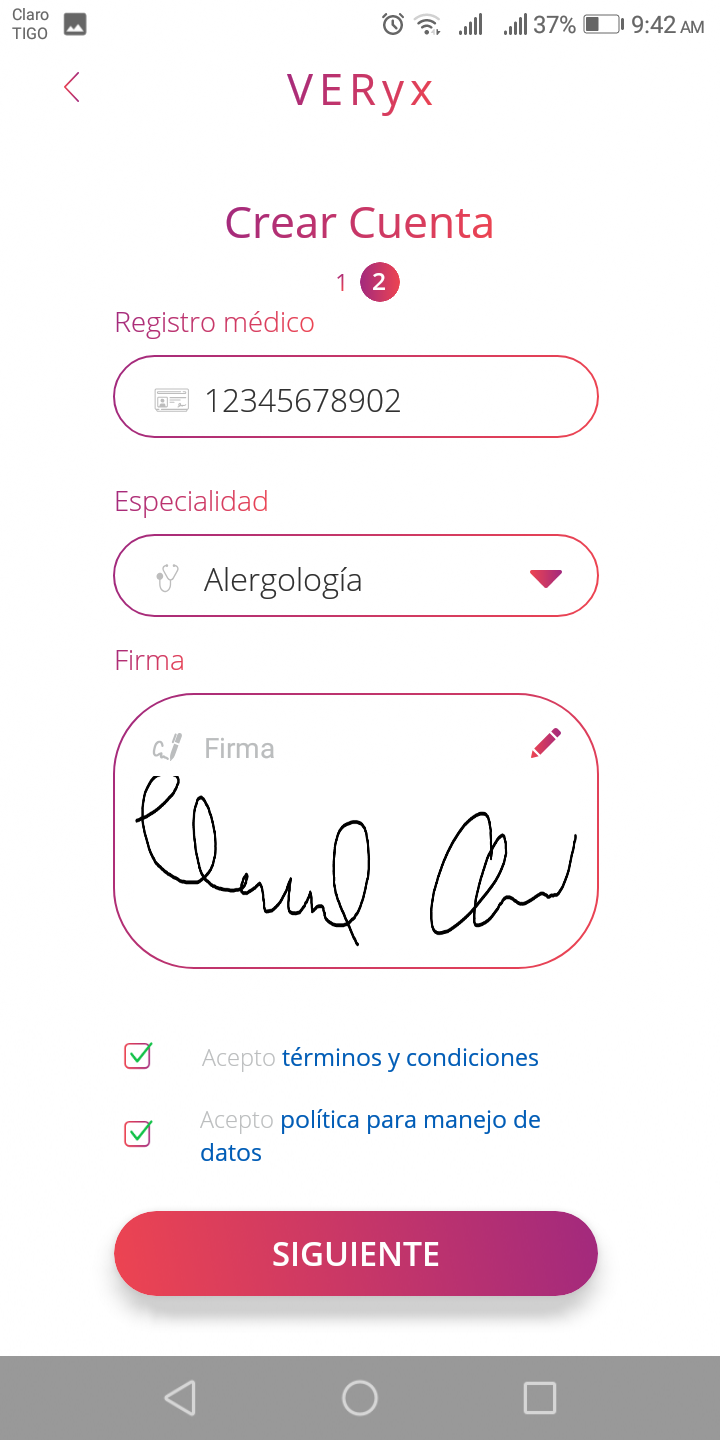 Claro
TIGO
37% 9:42 AM
VERyx
Crear Cuenta
1 2
Registro médico
12345678902
Especialidad
Alergología
Firma
Firma
Acepto términos y condiciones
Acepto política para manejo de
datos
SIGUIENTE